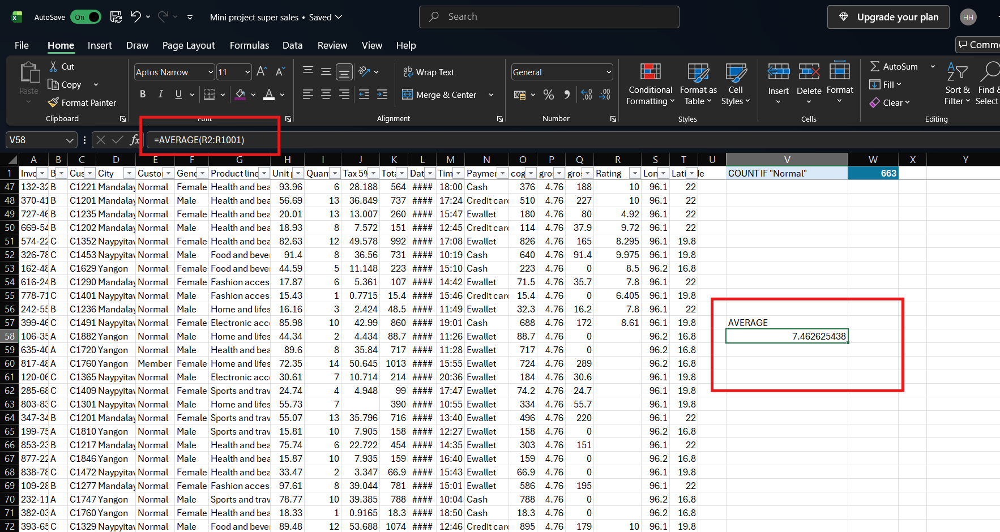 AutoSave On Mini project super sales • Saved Search Upgrade your plan HH
File Home Insert Draw Page Layout Formulas Data Review View Help Comm
Paste Cut Copy Format Painter Clipboard
Aptos Narrow 11 B I U A Font
Wrap Text Merge & Center Alignment
General % Number
Conditional Formatting Format as Table Cell Styles Styles
Insert Delete Format Cells
AutoSum Fill Clear Sort & Filter Find & Select Editing
V58 fx =AVERAGE(R2:R1001)
A B C D E F G H I J K L M N O P Q R S T U V W X Y
1 Invo B Cus City Custo Gend Product line Unit Quan Tax 5% Tota Dat Tim Paymer cog gros gros Rating Lon Lati de COUNT IF "Normal" 663
47 132-32 B C1221 Mandalay Normal Female Health and bea 93.96 6 28.188 564 #### 18:00 Cash 376 4.76 188 10 96.1 22
48 370-41 B C1201 Mandalay Normal Male Health and bea 56.69 13 36.849 737 #### 17:24 Credit card 510 4.76 227 10 96.1 22
49 727-46 B C1235 Mandalay Normal Female Health and bea 20.01 13 13.007 260 #### 15:47 Ewallet 180 4.76 80 4.92 96.1 22
50 669-54 B C1202 Mandalay Normal Male Health and bea 18.93 8 7.572 151 #### 12:45 Credit card 114 4.76 37.9 9.72 96.1 22
51 574-22 C C1352 Naypyitav Normal Female Health and bea 82.63 12 49.578 992 #### 17:08 Ewallet 826 4.76 165 8.295 96.1 19.8
52 326-78 C C1453 Naypyitav Normal Male Food and bever 91.4 8 36.56 731 #### 10:19 Cash 640 4.76 91.4 9.975 96.1 19.8
53 162-48 A C1629 Yangon Normal Female Food and bever 44.59 5 11.148 223 #### 15:10 Cash 223 4.76 0 8.5 96.2 16.8
54 616-24 B C1290 Mandalay Normal Female Fashion acces 17.87 6 5.361 107 #### 14:42 Ewallet 71.5 4.76 35.7 7.8 96.1 22
55 778-71 C C1401 Naypyitav Normal Male Fashion acces 15.43 1 0.7715 15.4 #### 15:46 Credit card 15.4 4.76 0 6.405 96.1 19.8
56 242-55 B C1236 Mandalay Normal Male Home and lifes 16.16 3 2.424 48.5 #### 11:49 Ewallet 32.3 4.76 16.2 7.8 96.1 22
57 399-46 C C1491 Naypyitav Normal Female Electronic acc 85.98 10 42.99 860 #### 19:01 Cash 688 4.76 172 8.61 96.1 19.8 AVERAGE
58 106-35 A C1882 Yangon Normal Male Home and lifes 44.34 2 4.434 88.7 #### 11:26 Ewallet 88.7 4.76 0 96.2 16.8 7.462625438
59 635-40 A C1720 Yangon Normal Male Health and bea 89.6 8 35.84 717 #### 11:28 Ewallet 717 4.76 0 96.2 16.8
60 817-48 A C1760 Yangon Member Female Home and lifes 72.35 14 50.645 1013 #### 15:55 Ewallet 724 4.76 289 96.2 16.8
61 120-06 C C1365 Naypyitav Normal Male Electronic acc 30.61 7 10.714 214 #### 20:36 Ewallet 184 4.76 30.6 96.1 19.8
62 285-68 C C1409 Naypyitav Normal Female Sports and trav 24.74 4 4.948 99 #### 17:47 Ewallet 74.2 4.76 24.7 96.1 19.8
63 803-83 C C1301 Naypyitav Normal Male Home and lifes 55.73 7 390 #### 10:55 Ewallet 334 4.76 55.7 96.1 19.8
64 347-34 B C1201 Mandalay Normal Female Sports and trav 55.07 13 35.796 716 #### 13:40 Ewallet 496 4.76 220 96.1 22
65 199-75 A C1810 Yangon Normal Male Sports and trav 15.81 10 7.905 158 #### 12:27 Ewallet 158 4.76 0 96.2 16.8
66 853-23 B C1217 Mandalay Normal Male Health and bea 75.74 6 22.722 454 #### 14:35 Ewallet 303 4.76 151 96.1 22
67 877-22 A C1846 Yangon Normal Male Health and bea 15.87 10 7.935 159 #### 16:40 Ewallet 159 4.76 0 96.2 16.8
68 838-78 C C1472 Naypyitav Normal Female Health and bea 33.47 2 3.347 66.9 #### 15:43 Ewallet 66.9 4.76 0 96.1 19.8
69 109-28 B C1277 Mandalay Normal Female Fashion acces 97.61 8 39.044 781 #### 15:01 Ewallet 586 4.76 195 96.1 22
70 232-11 A C1747 Yangon Normal Male Sports and trav 78.77 10 39.385 788 #### 10:04 Cash 788 4.76 0 96.2 16.8
71 382-03 A C1760 Yangon Normal Female Health and bea 18.33 1 0.9165 18.3 #### 18:50 Cash 18.3 4.76 0 96.2 16.8
72 393-65 C C1329 Naypyitav Normal Male Food and bever 89.48 12 53.688 1074 #### 12:46 Credit card 895 4.76 179 10 96.1 19.8